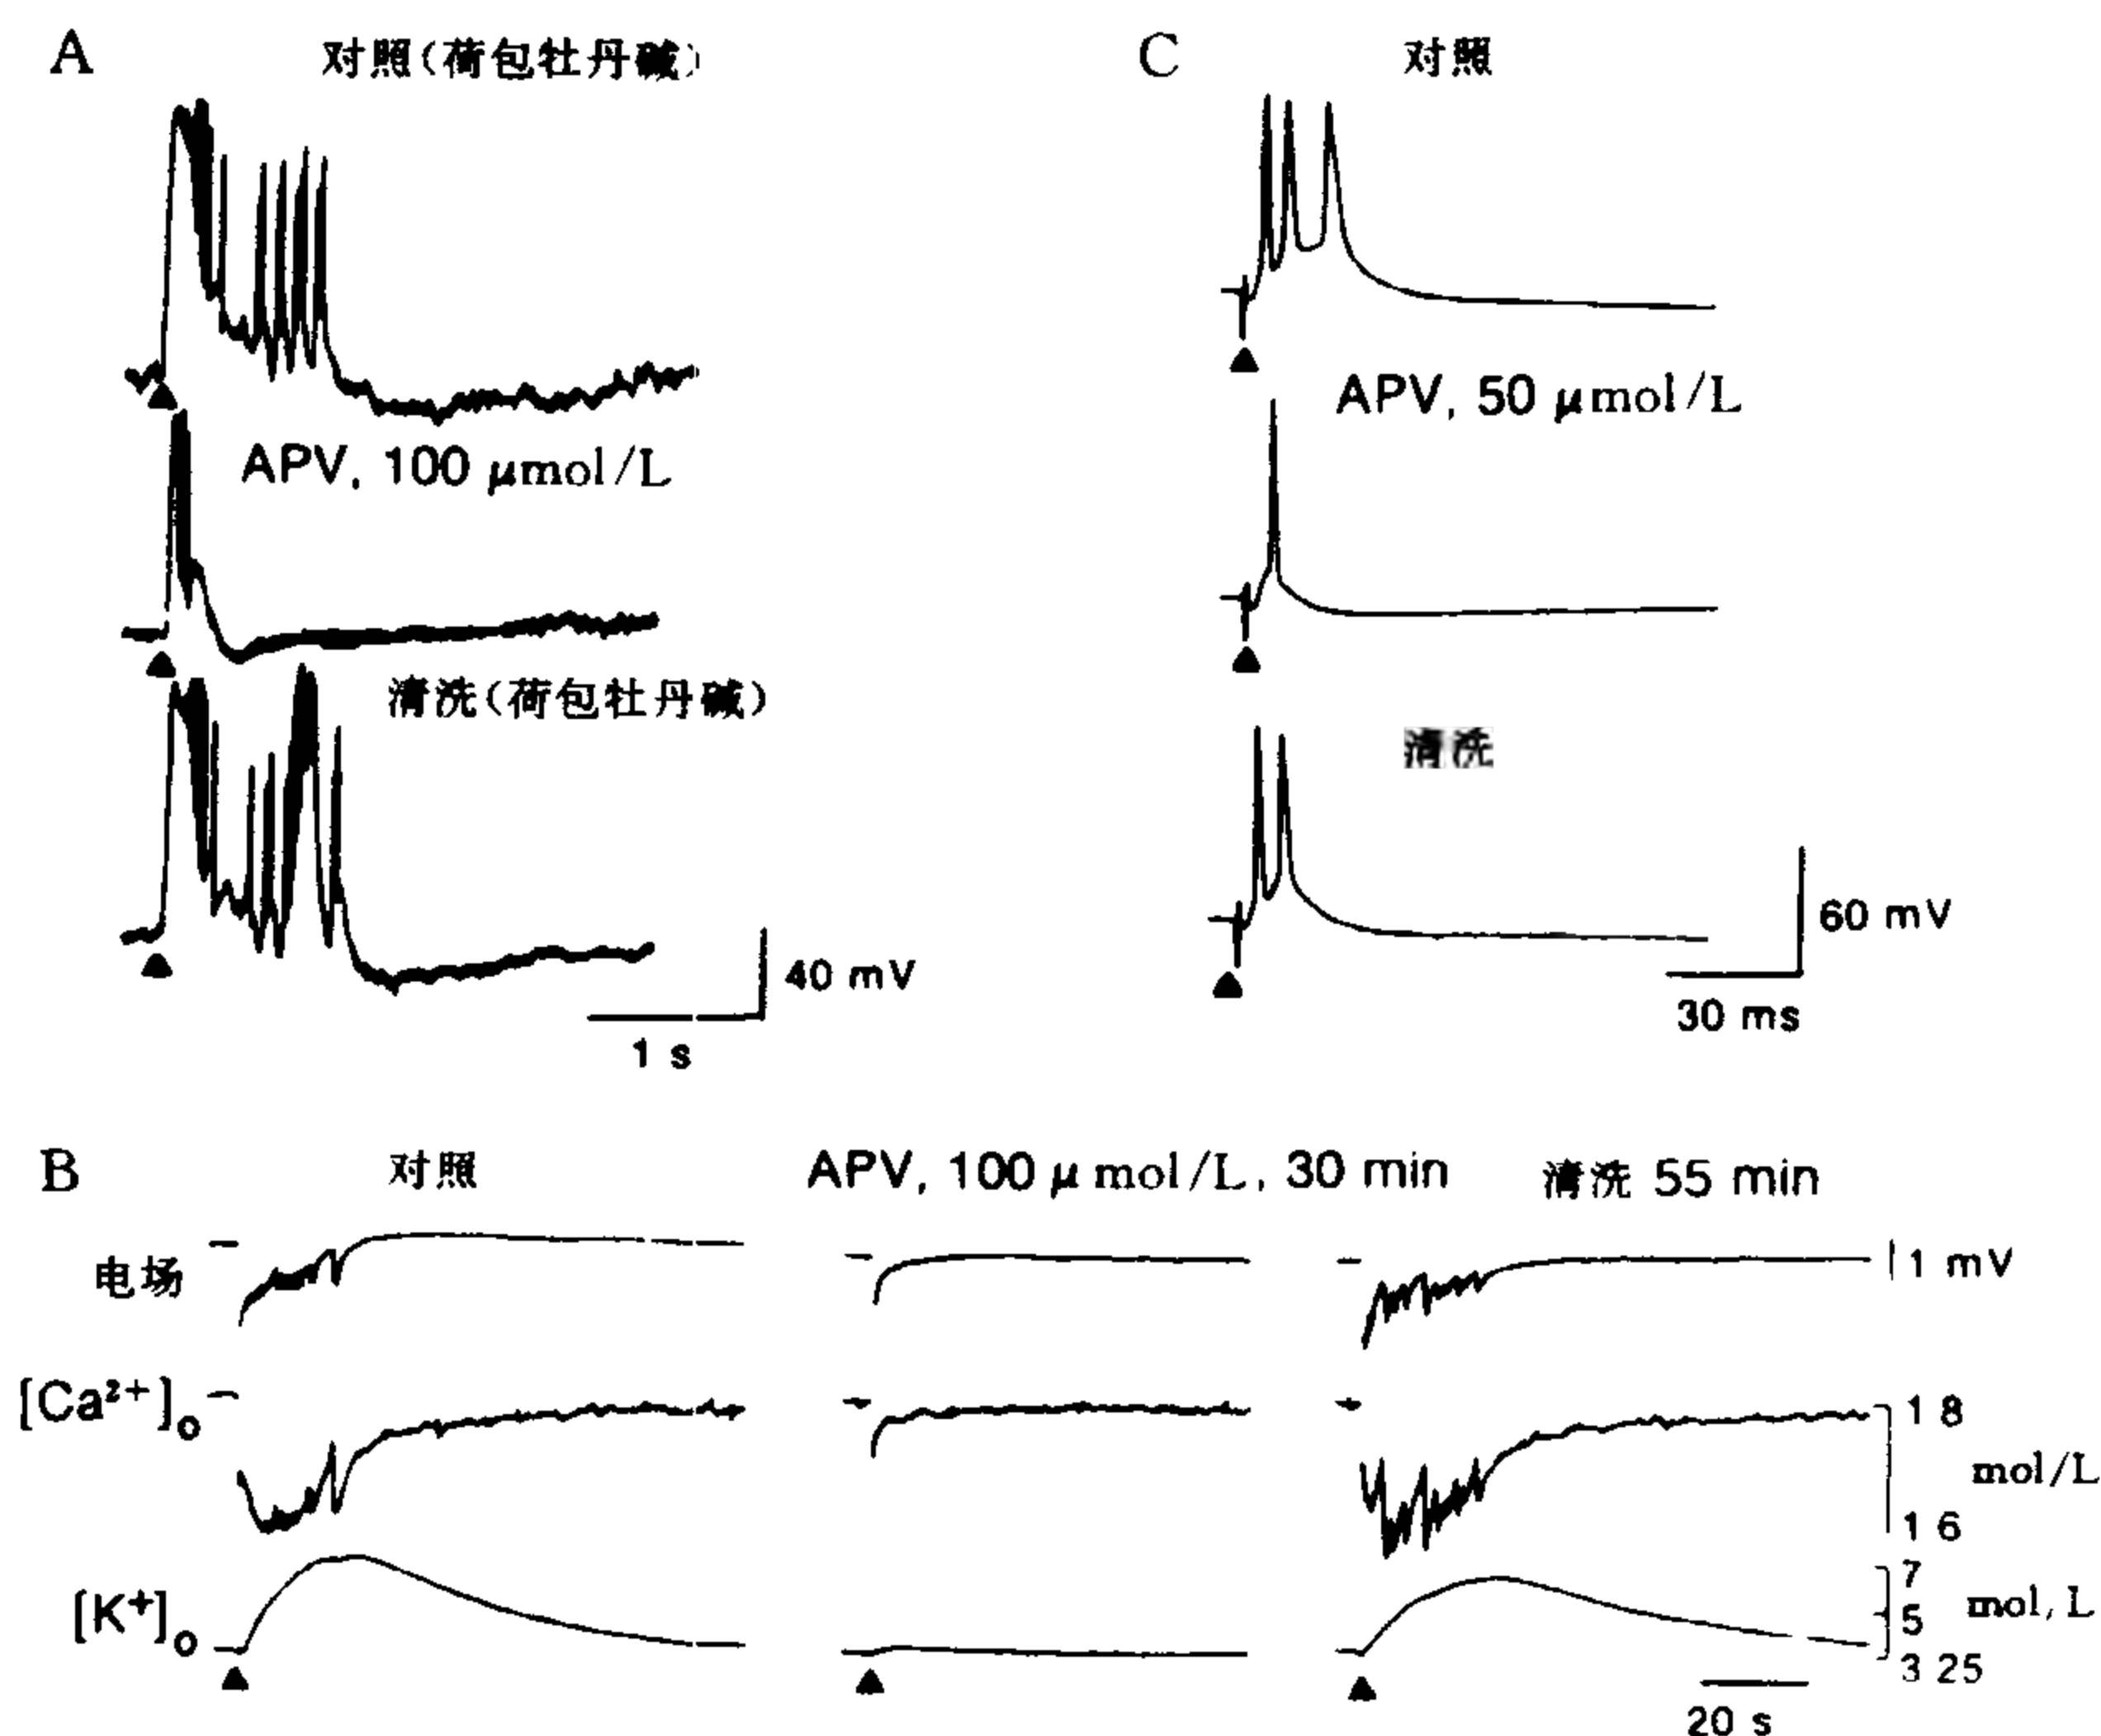 A
对照(荷包牡丹碱)
APV, 100 μmol/L
清洗(荷包牡丹碱)
40 mV
1 s
C
对照
APV, 50 μmol/L
清洗
60 mV
30 ms
B
对照
APV, 100 μ mol/L, 30 min
清洗 55 min
电场
1 mV
[Ca²⁺]₀
1 8
mol/L
1 6
[K⁺]₀
7
5
mol, L
3 25
20 s